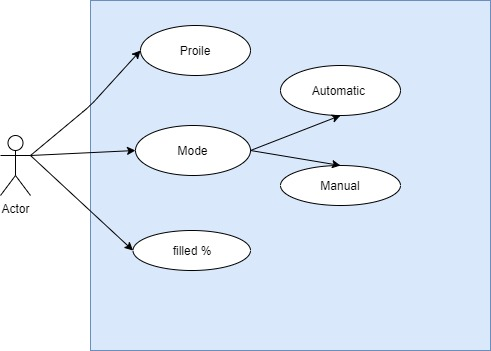 Proile
Automatic
Mode
Manual
Actor
filled %